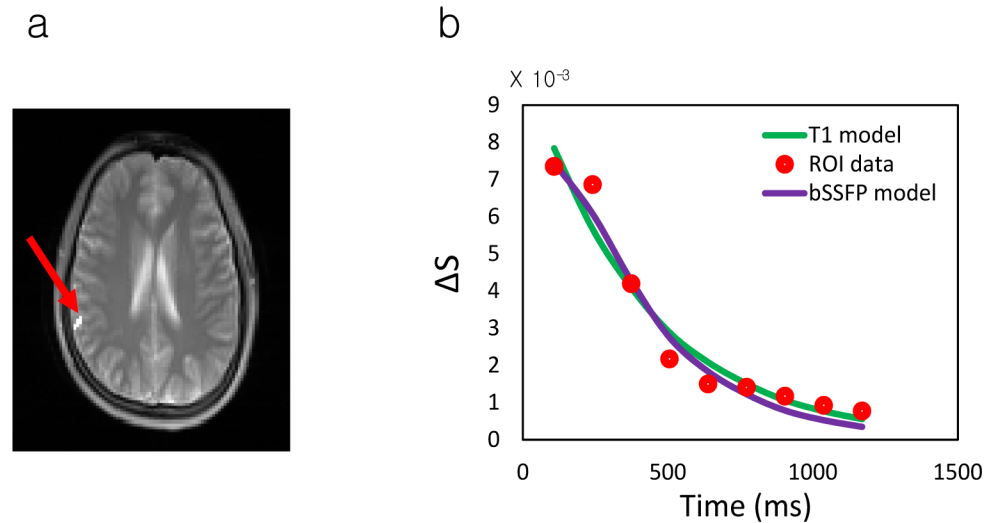 a
b
X 10⁻³
9
8
7
6
5
4
3
2
1
0
ΔS
T1 model
ROI data
bSSFP model
0 500 1000 1500
Time (ms)